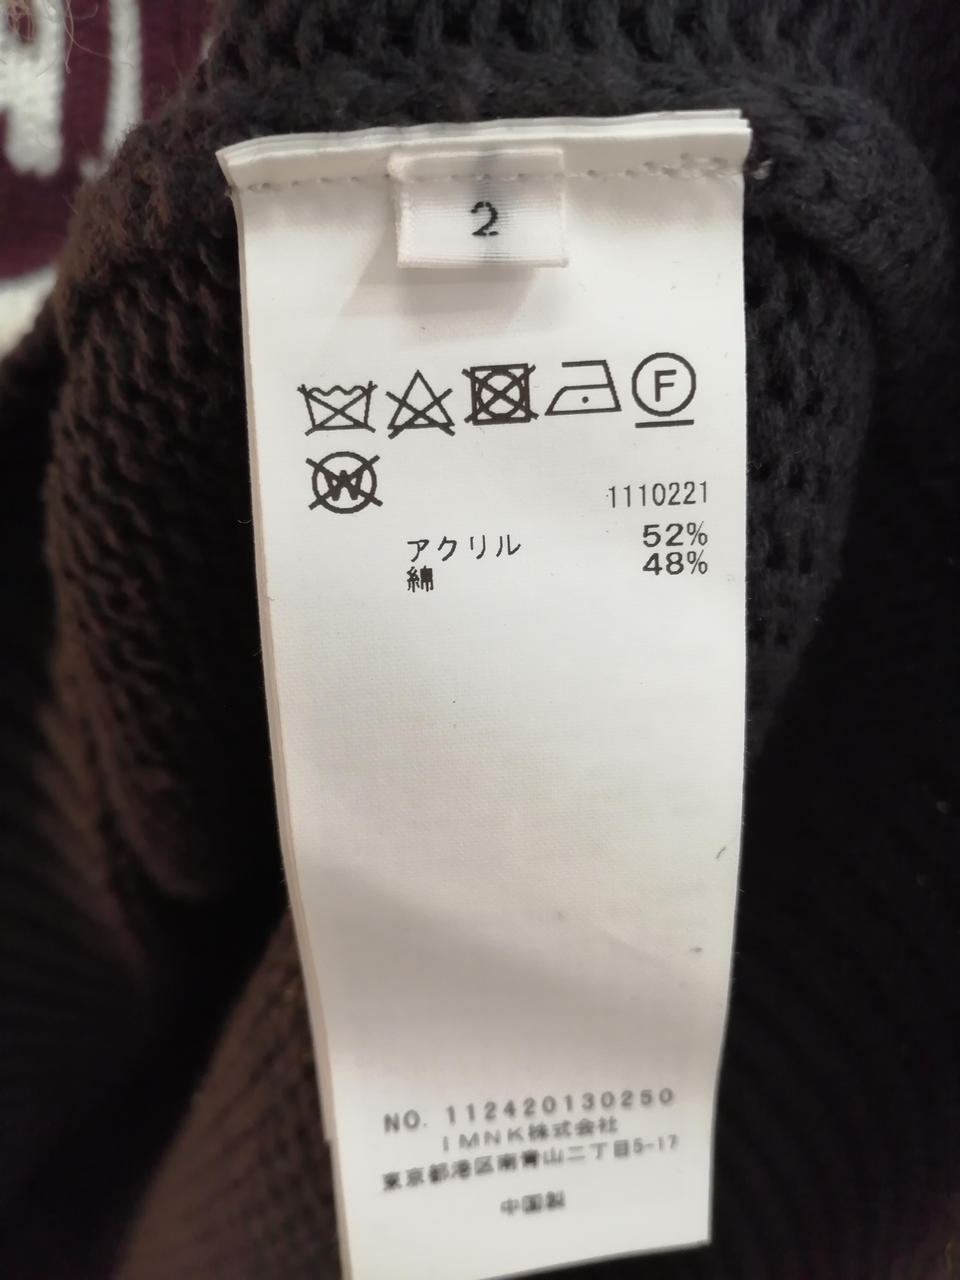 2
F
W
1110221
アクリル 52%
綿 48%
NO. 112420130250
IMNK株式会社
東京都港区南青山二丁目5-17
中国製